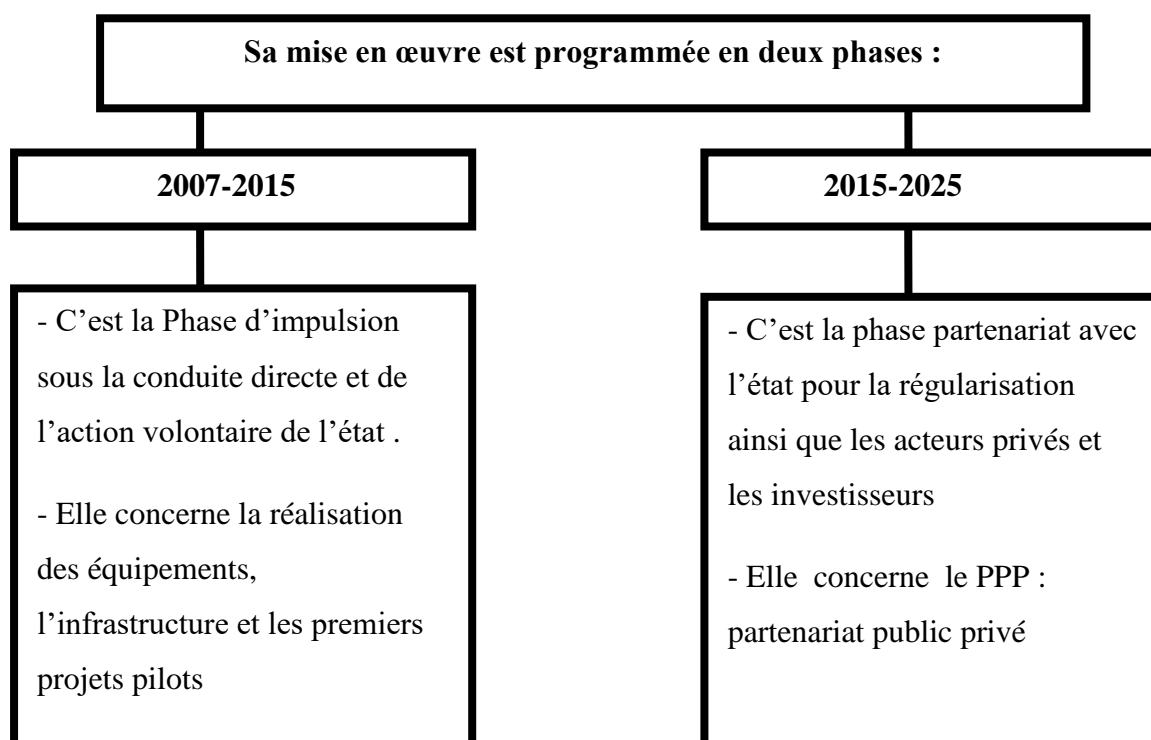 Sa mise en œuvre est programmée en deux phases :
2007-2015
- C’est la Phase d’impulsion
sous la conduite directe et de
l’action volontaire de l’état .
- Elle concerne la réalisation
des équipements,
l’infrastructure et les premiers
projets pilots
2015-2025
- C’est la phase partenariat avec
l’état pour la régularisation
ainsi que les acteurs privés et
les investisseurs
- Elle concerne le PPP :
partenariat public privé